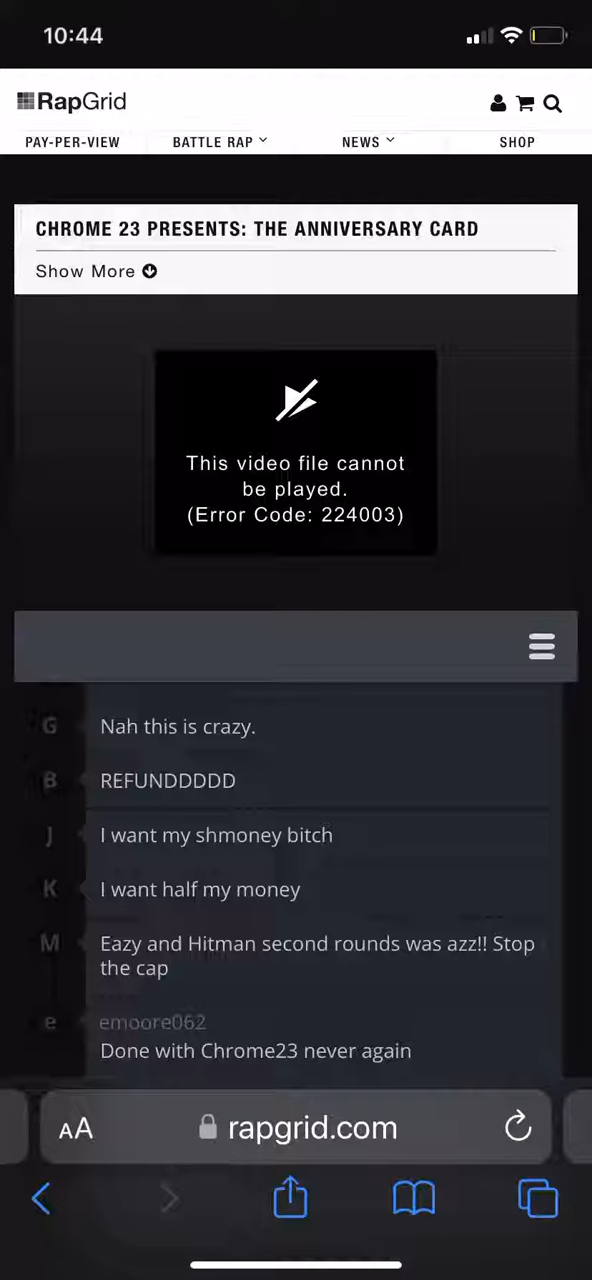 10:44
RapGrid
PAY-PER-VIEW BATTLE RAP NEWS SHOP
CHROME 23 PRESENTS: THE ANNIVERSARY CARD
Show More
This video file cannot
be played.
(Error Code: 224003)
G Nah this is crazy.
B REFUNDDDDD
J I want my shmoney bitch
K I want half my money
M Eazy and Hitman second rounds was azz!! Stop
the cap
e emoore062
Done with Chrome23 never again
AA rapgrid.com